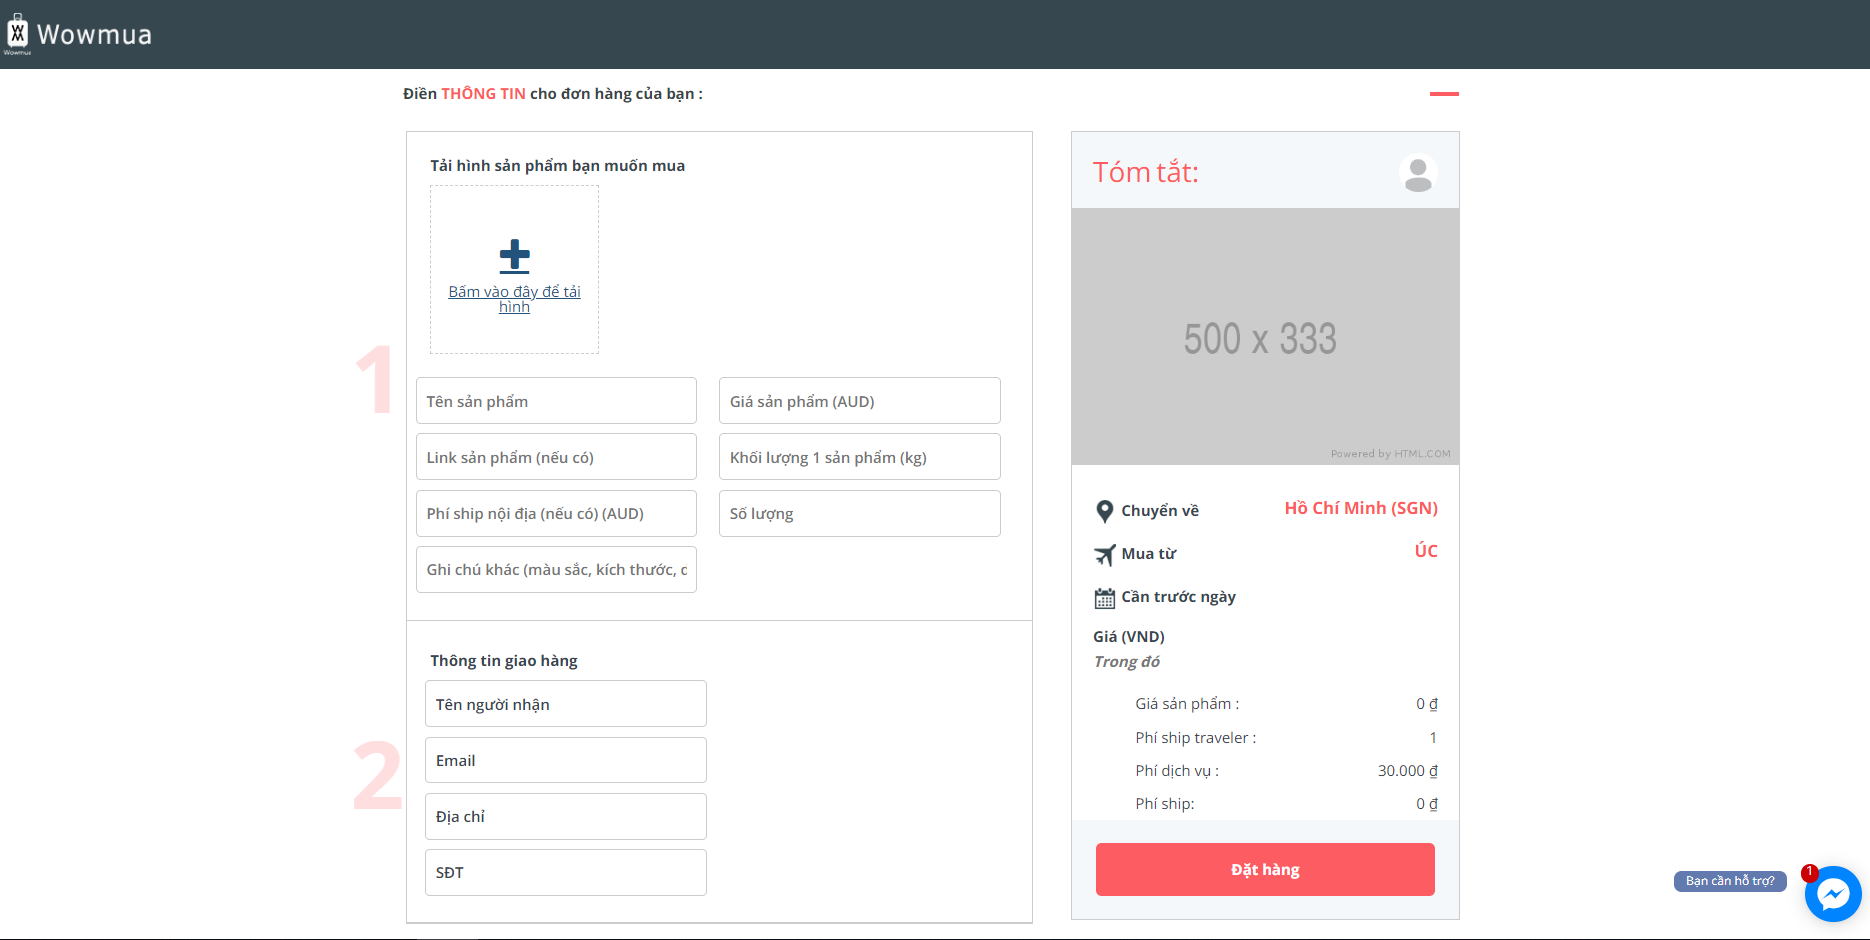 Wowmua
Wowmua
Điền THÔNG TIN cho đơn hàng của bạn :
1
Tải hình sản phẩm bạn muốn mua
Bấm vào đây để tải
hình
Tên sản phẩm
Giá sản phẩm (AUD)
Link sản phẩm (nếu có)
Khối lượng 1 sản phẩm (kg)
Phí ship nội địa (nếu có) (AUD)
Số lượng
Ghi chú khác (màu sắc, kích thước, d
2
Thông tin giao hàng
Tên người nhận
Email
Địa chỉ
SĐT
Tóm tắt:
500 x 333
Powered by HTML.COM
Chuyển về Hồ Chí Minh (SGN)
Mua từ ÚC
Cần trước ngày
Giá (VND)
Trong đó
Giá sản phẩm : 0 ₫
Phí ship traveler : 1
Phí dịch vụ : 30.000 ₫
Phí ship: 0 ₫
Đặt hàng
Bạn cần hỗ trợ?
1